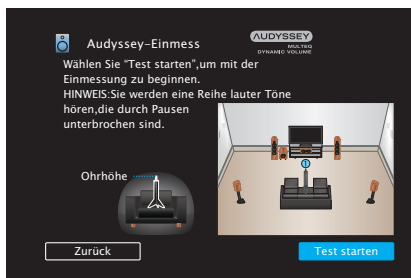 Audyssey-Einmess
AUDYSSEY
MULTEQ
DYNAMIC VOLUME
Wählen Sie "Test starten",um mit der
Einmessung zu beginnen.
HINWEIS:Sie werden eine Reihe lauter Töne
hören,die durch Pausen
unterbrochen sind.
Ohrhöhe
1
Zurück
Test starten